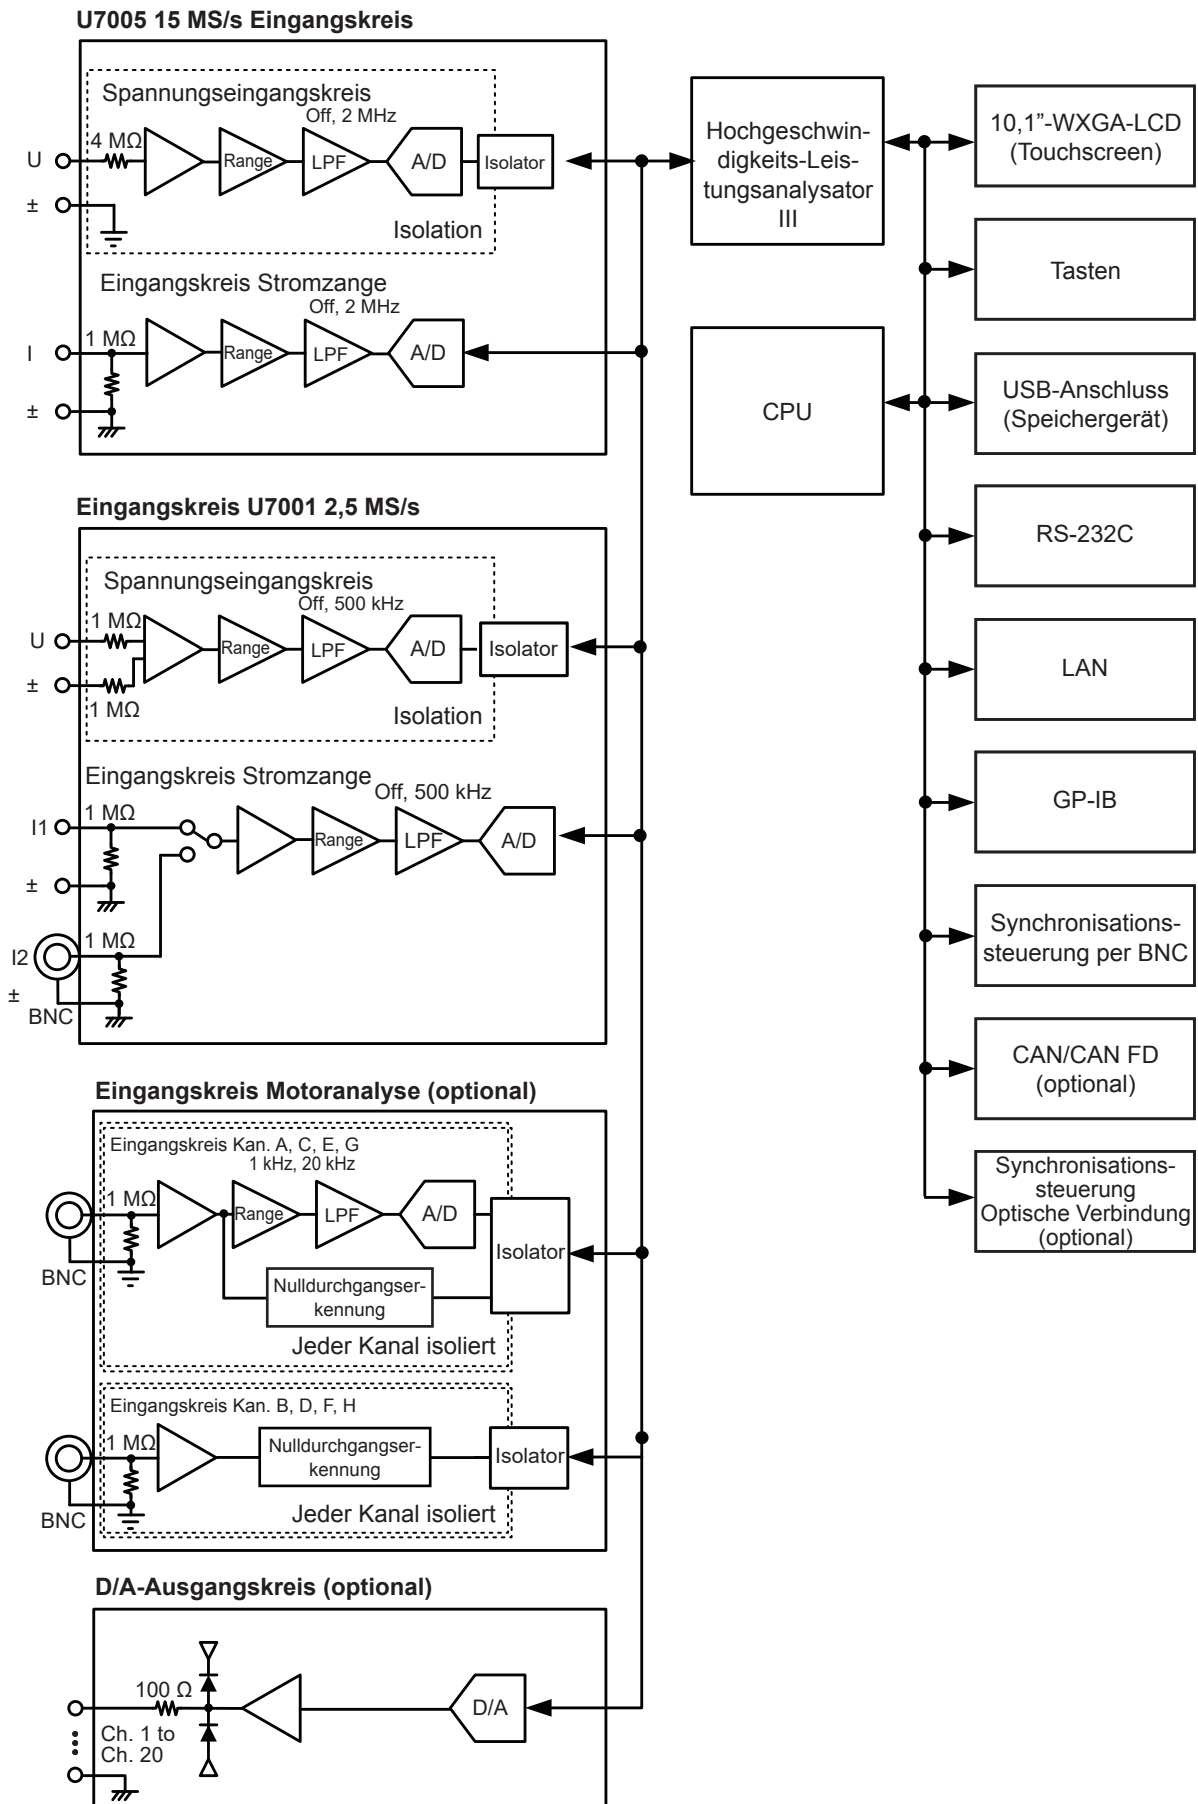 U7005 15 MS/s Eingangskreis
Spannungseingangskreis
Off, 2 MHz
4 MΩ
U
Range
LPF
A/D
Isolator
±
Isolation
Eingangskreis Stromzange
Off, 2 MHz
1 MΩ
I
Range
LPF
A/D
±
Eingangskreis U7001 2,5 MS/s
Spannungseingangskreis
Off, 500 kHz
1 MΩ
U
Range
LPF
A/D
Isolator
±
1 MΩ
Isolation
Eingangskreis Stromzange
Off, 500 kHz
1 MΩ
I1
Range
LPF
A/D
±
1 MΩ
I2
±
BNC
Eingangskreis Motoranalyse (optional)
Eingangskreis Kan. A, C, E, G
1 kHz, 20 kHz
1 MΩ
Range
LPF
A/D
Isolator
BNC
Nulldurchgangser-
kennung
Jeder Kanal isoliert
Eingangskreis Kan. B, D, F, H
1 MΩ
Nulldurchgangser-
kennung
Isolator
BNC
Jeder Kanal isoliert
D/A-Ausgangskreis (optional)
100 Ω
D/A
Ch. 1 to
Ch. 20
Hochgeschwin-
digkeits-Leis-
tungsanalysator
III
CPU
10,1”-WXGA-LCD
(Touchscreen)
Tasten
USB-Anschluss
(Speichergerät)
RS-232C
LAN
GP-IB
Synchronisations-
steuerung per BNC
CAN/CAN FD
(optional)
Synchronisations-
steuerung
Optische Verbindung
(optional)